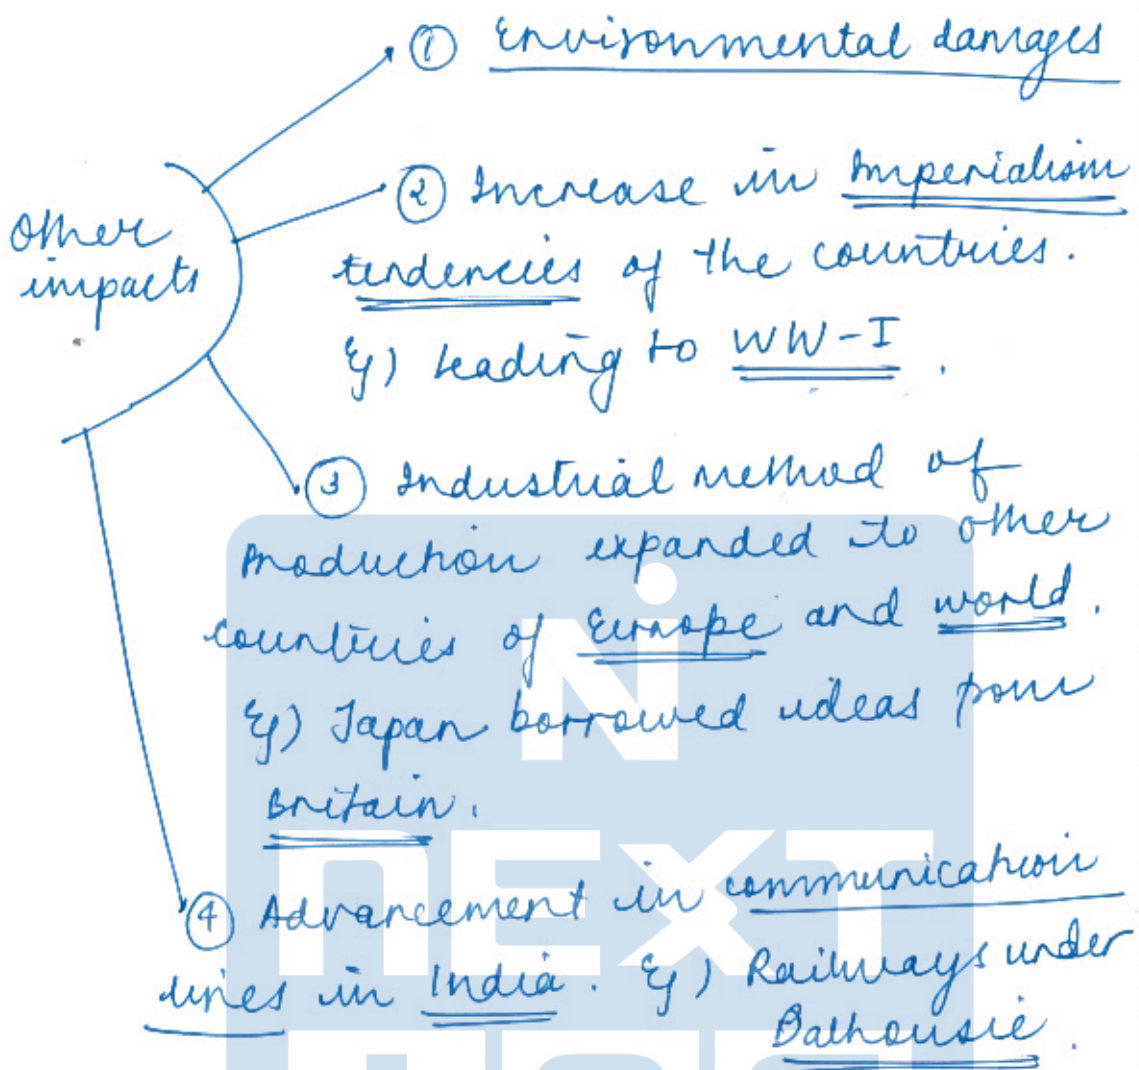 Other
impacts
① Environmental damages
② Increase in Imperialism
tendencies of the countries.
Eg) leading to WW-I.
③ Industrial method of
Production expanded to other
countries of Europe and world.
Eg) Japan borrowed ideas from
Britain.
④ Advancement in communication
lines in India. Eg) Railways under
Dalhousie.
NEXT